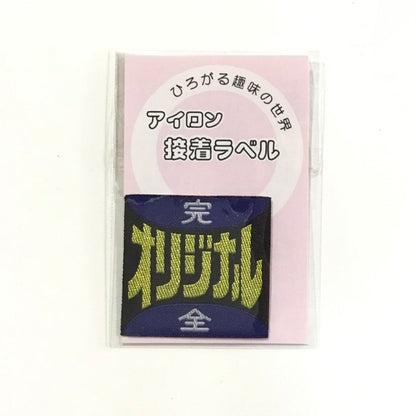 ひろがる趣味の世界
アイロン
接着ラベル
完
オリジナル
全